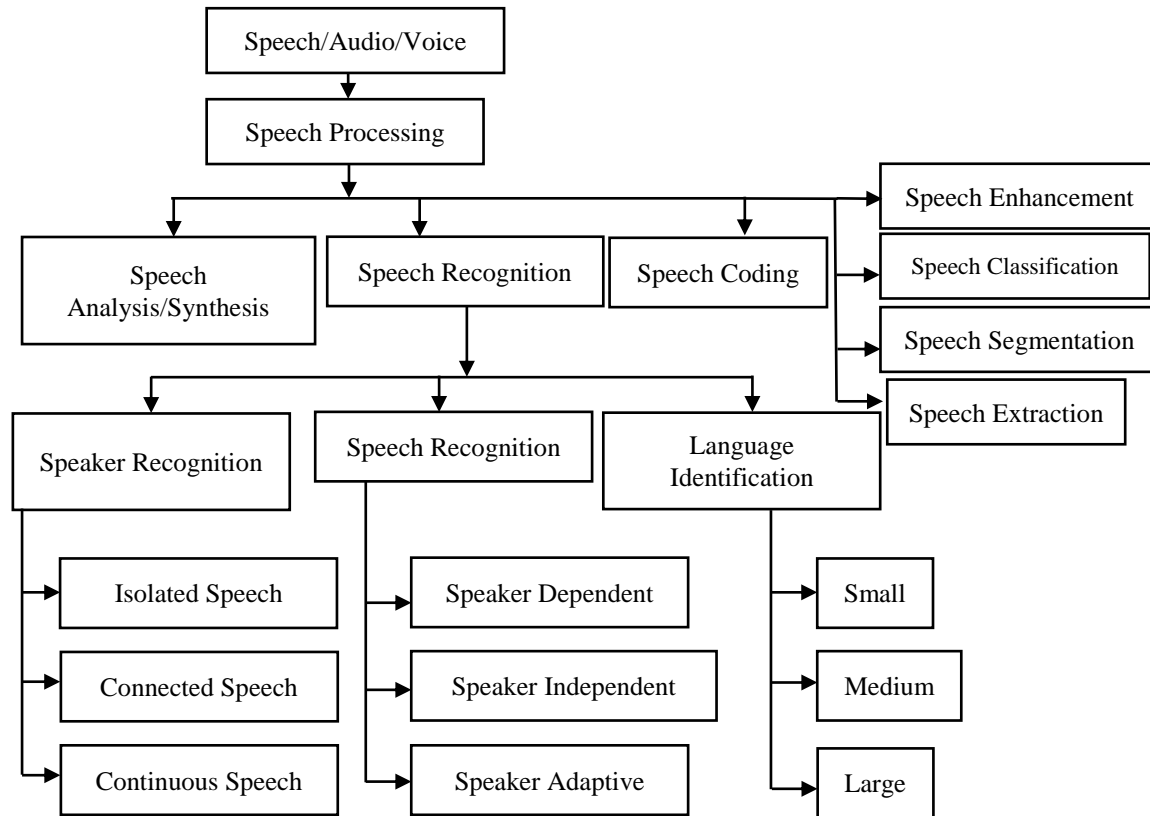 Speech/Audio/Voice
Speech Processing
Speech Enhancement
Speech
Analysis/Synthesis
Speech Recognition
Speech Coding
Speech Classification
Speech Segmentation
Speech Extraction
Speaker Recognition
Speech Recognition
Language
Identification
Isolated Speech
Speaker Dependent
Small
Connected Speech
Speaker Independent
Medium
Continuous Speech
Speaker Adaptive
Large